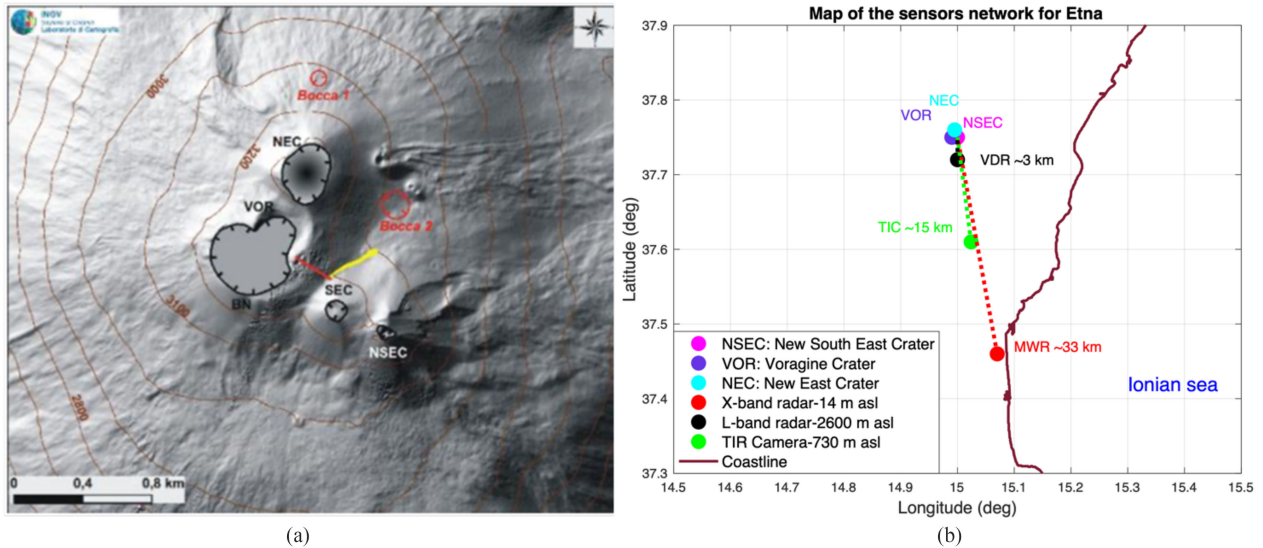 INGV
Laboratorio di Cartografia
3000
Bocca 1
NEC
3200
VOR
Bocca 2
SEC
BN
3100
NSEC
2800
0 0,4 0,8 km
(a)
Map of the sensors network for Etna
37.9
37.8
37.7
37.6
37.5
37.4
37.3
Latitude (deg)
NEC
VOR
NSEC
VDR ~3 km
TIC ~15 km
MWR ~33 km
Ionian sea
NSEC: New South East Crater
VOR: Voragine Crater
NEC: New East Crater
X-band radar-14 m asl
L-band radar-2600 m asl
TIR Camera-730 m asl
Coastline
14.5 14.6 14.7 14.8 14.9 15 15.1 15.2 15.3 15.4 15.5
Longitude (deg)
(b)